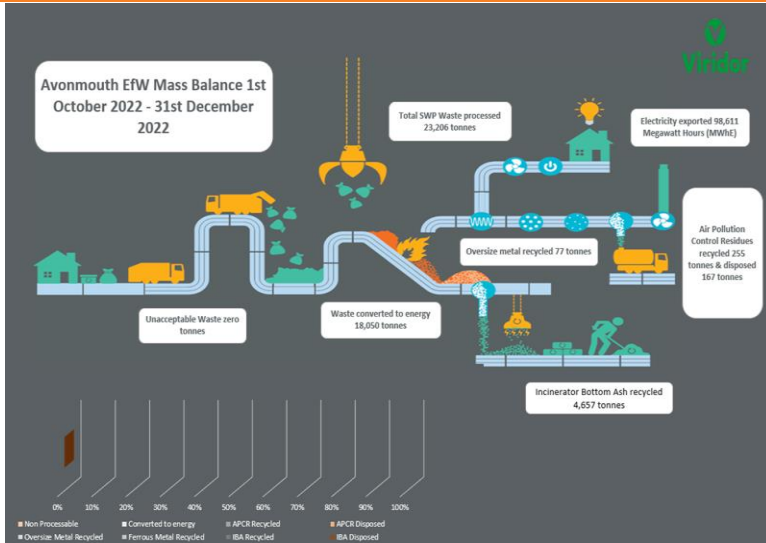 Viridor
Avonmouth EfW Mass Balance 1st
October 2022 - 31st December
2022
Total SWP Waste processed
23,206 tonnes
Electricity exported 98,611
Megawatt Hours (MWhE)
Air Pollution
Control Residues
recycled 255
tonnes & disposed
167 tonnes
Oversize metal recycled 77 tonnes
Unacceptable Waste zero
tonnes
Waste converted to energy
18,050 tonnes
Incinerator Bottom Ash recycled
4,657 tonnes
0% 10% 20% 30% 40% 50% 60% 70% 80% 90% 100%
Non Processable Converted to energy APCR Recycled APCR Disposed
Oversize Metal Recycled Ferrous Metal Recycled IBA Recycled IBA Disposed